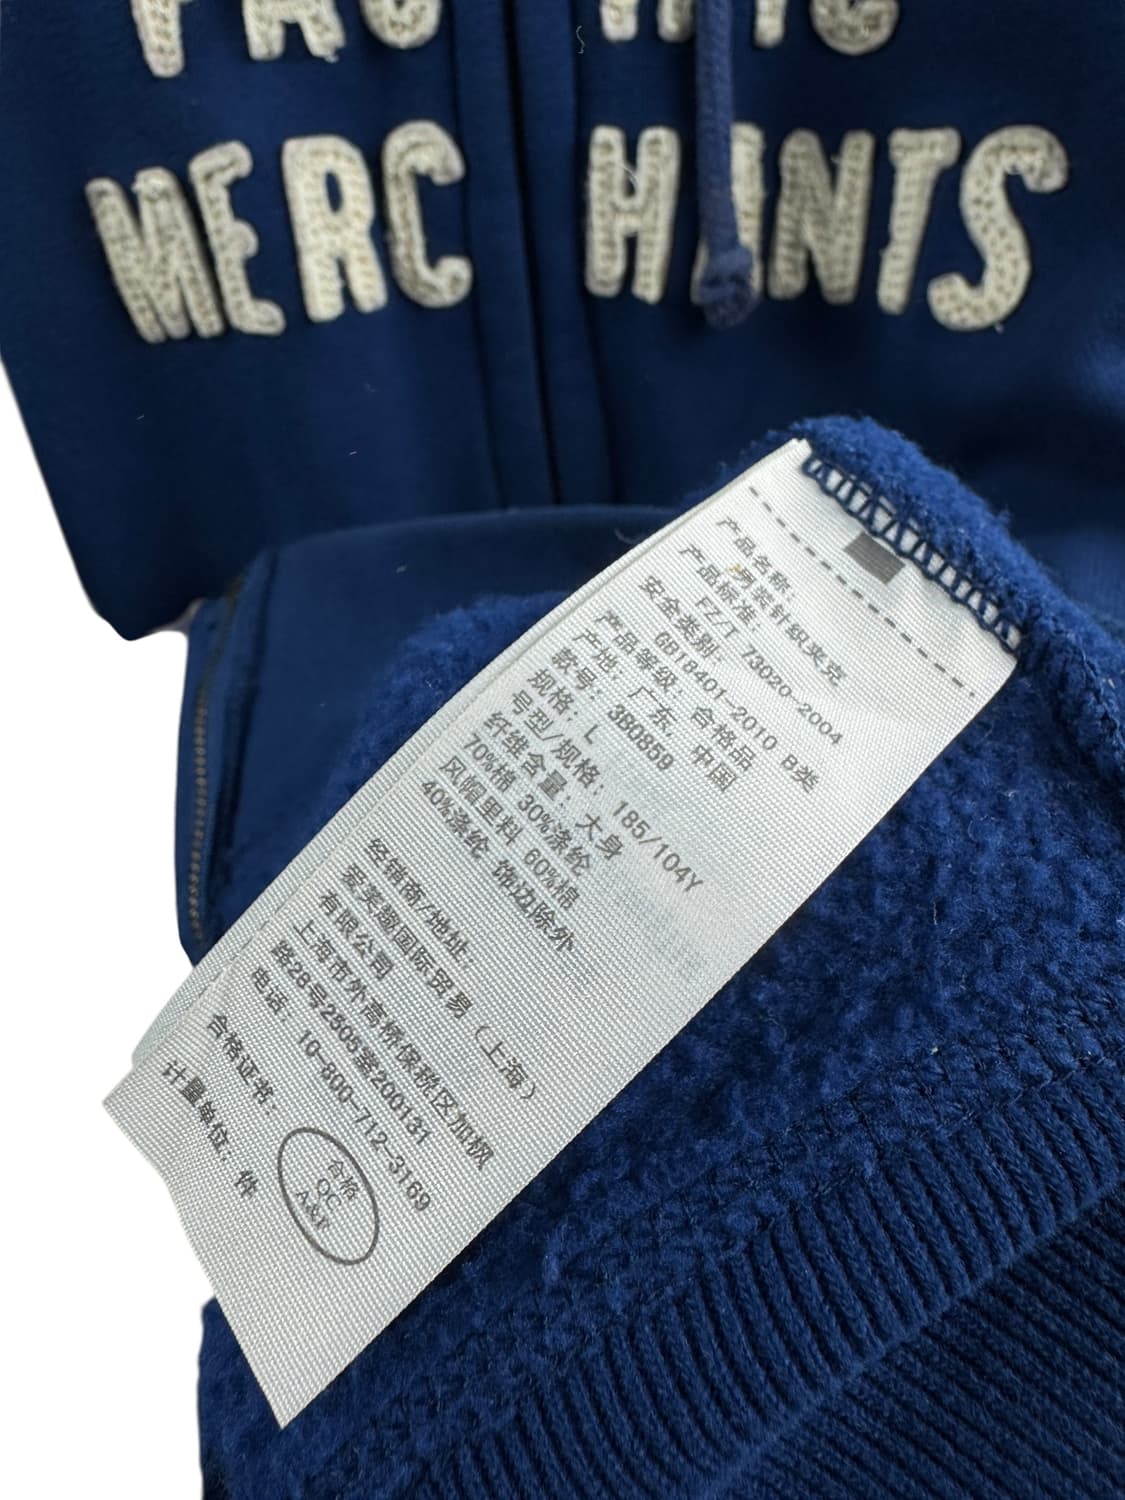 PACIFIC
MERCHANTS
产品名称:
男装针织夹克
产品标准:
FZ/T 73020-2004
安全类别:
GB18401-2010 B类
产品等级: 合格品
产地: 广东, 中国
款号: 380859
规格: L
号型/规格: 185/104Y
纤维含量: 大身
70%棉 30%涤纶
风帽里料 60%棉
40%涤纶 饰边除外
经销商/地址:
宏芙趣国际贸易 (上海)
有限公司
上海市外高桥保税区加枫
路28号2505室200131
电话: 10-800-712-3169
合格证书:
合格
QC
A&F
计量单位: 件